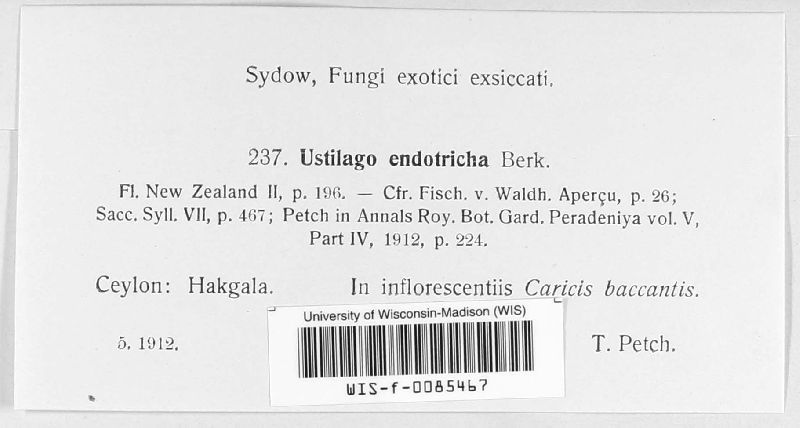 Sydow, Fungi exotici exsiccati.
237. Ustilago endotricha Berk.
Fl. New Zealand II, p. 196. — Cfr. Fisch. v. Waldh. Aperçu, p. 26;
Sacc. Syll. VII, p. 467; Petch in Annals Roy. Bot. Gard. Peradeniya vol. V,
Part IV, 1912, p. 224.
Ceylon: Hakgala. In inflorescentiis Caricis baccantis.
5. 1912. T. Petch.
University of Wisconsin-Madison (WIS)
WIS-f-0085467